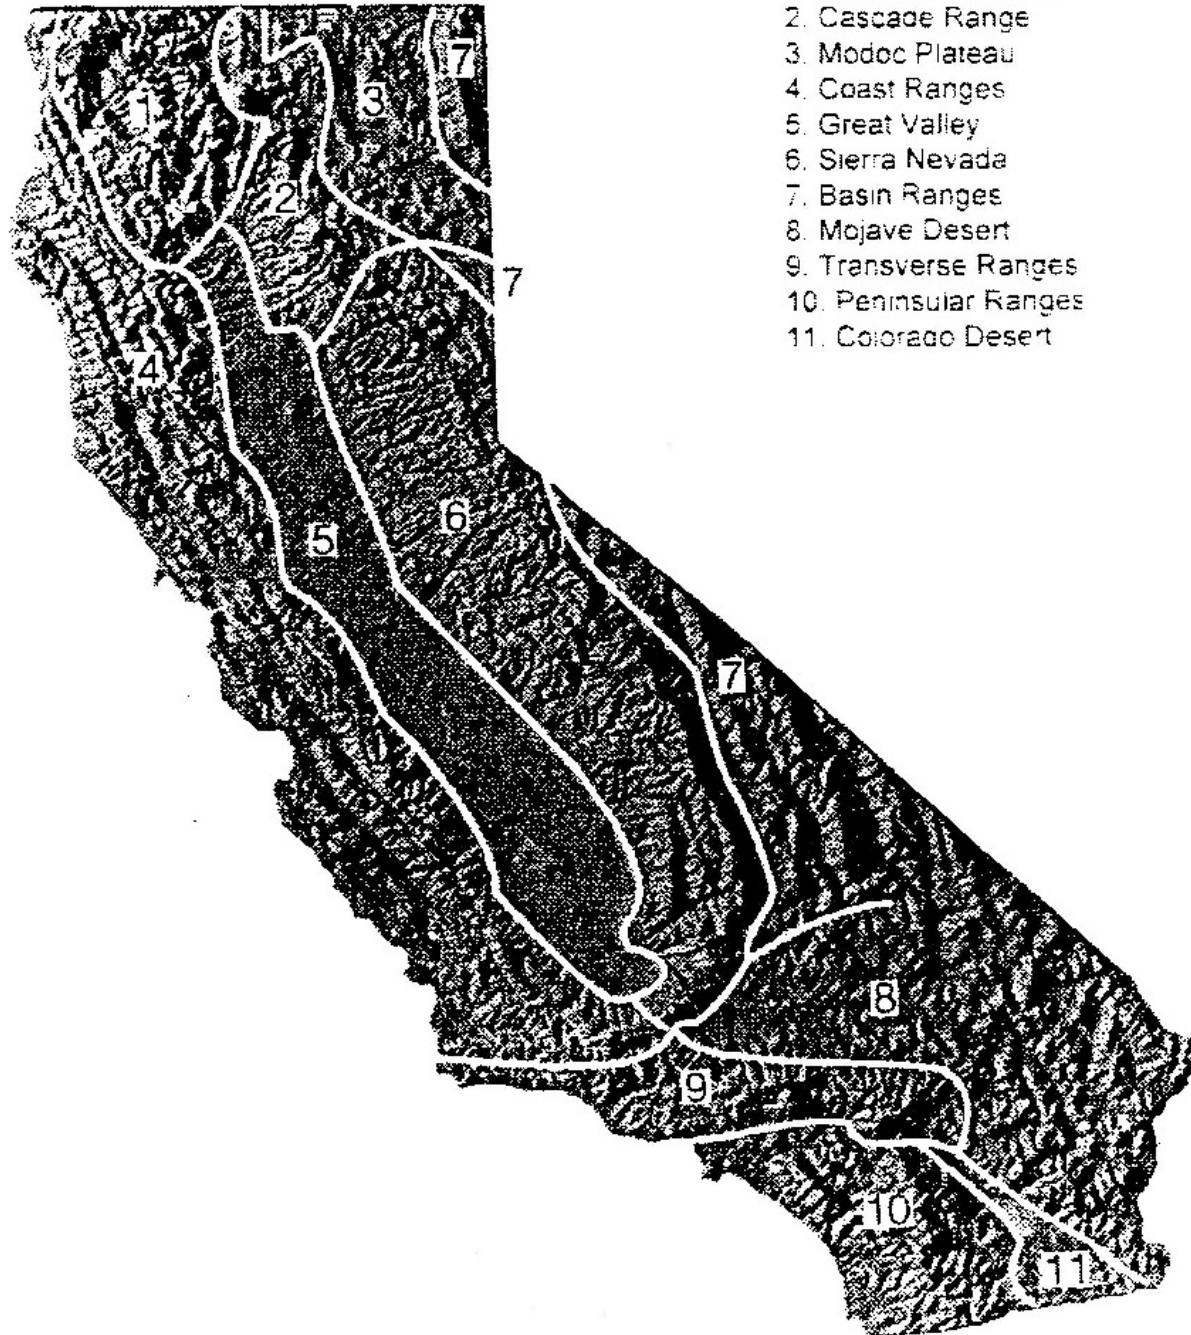 2. Cascade Range
3. Modoc Plateau
4. Coast Ranges
5. Great Valley
6. Sierra Nevada
7. Basin Ranges
8. Mojave Desert
9. Transverse Ranges
10. Peninsular Ranges
11. Colorado Desert
7
1
3
2
7
4
6
5
7
8
9
10
11